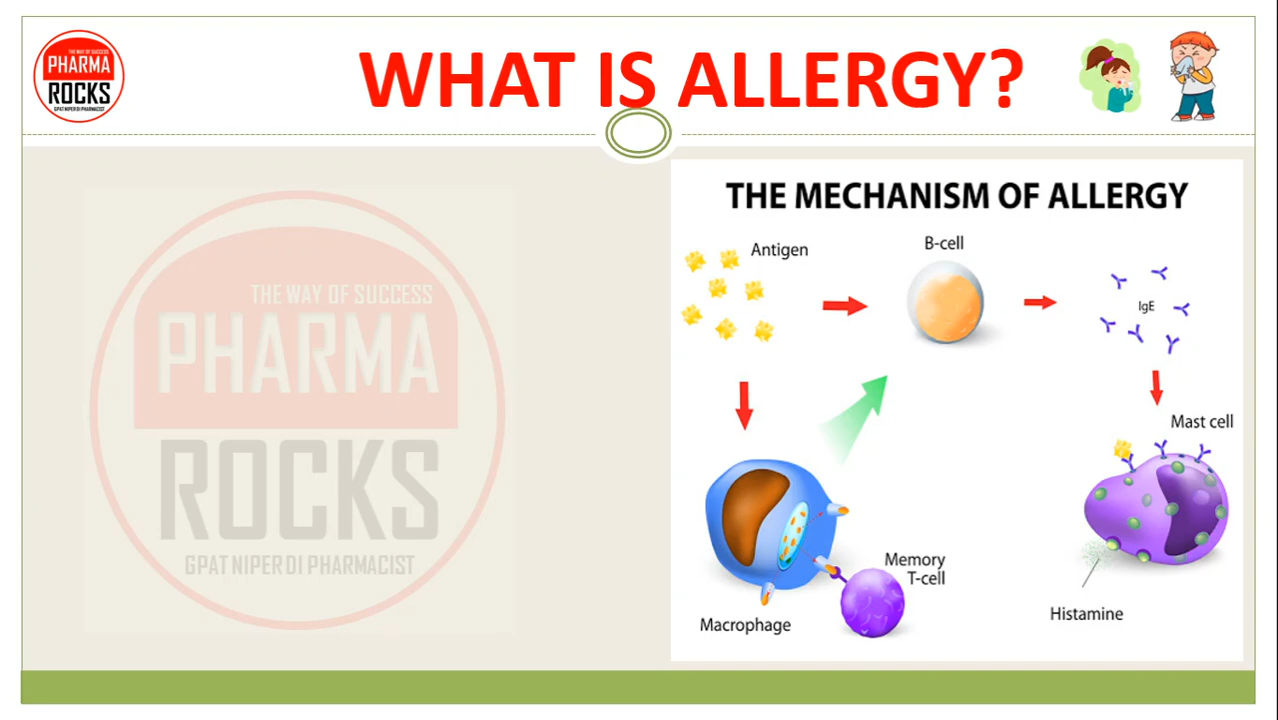 THE WAY OF SUCCESS
PHARMA
ROCKS
GPAT NIPER DI PHARMACIST
WHAT IS ALLERGY?
THE WAY OF SUCCESS
PHARMA
ROCKS
GPAT NIPER DI PHARMACIST
THE MECHANISM OF ALLERGY
Antigen
B-cell
IgE
Mast cell
Memory
T-cell
Macrophage
Histamine